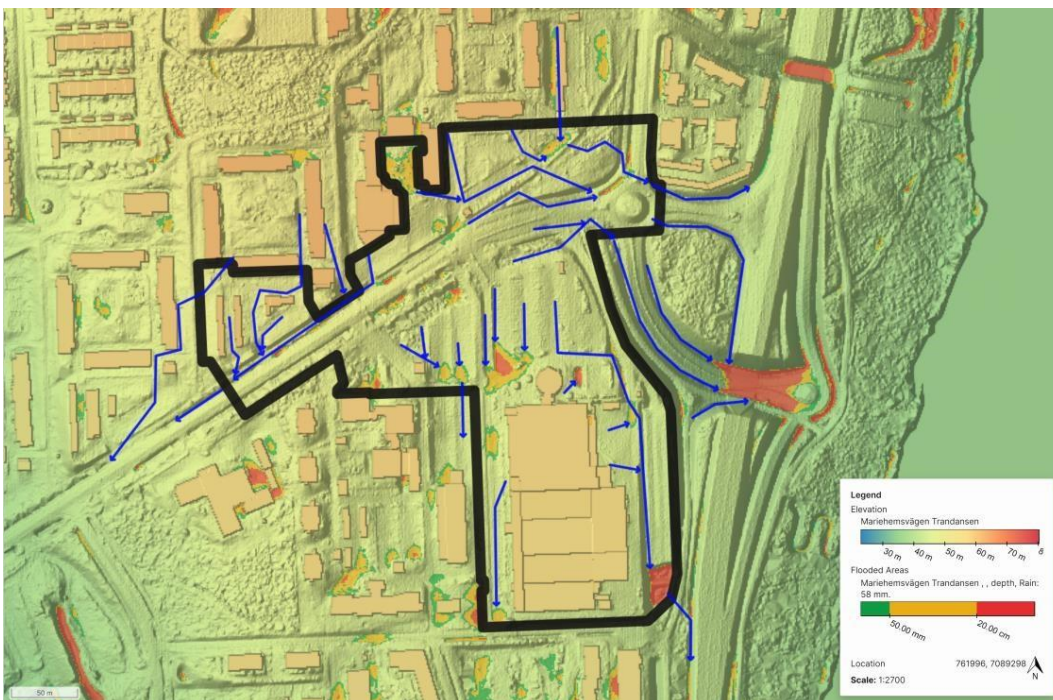 Legend
Elevation
Mariehemsvägen Trandansen
30 m 40 m 50 m 60 m 70 m 8
Flooded Areas
Mariehemsvägen Trandansen , , depth, Rain:
58 mm.
50.00 mm 20.00 cm
Location 761996, 7089298
Scale: 1:2700
N
50 m